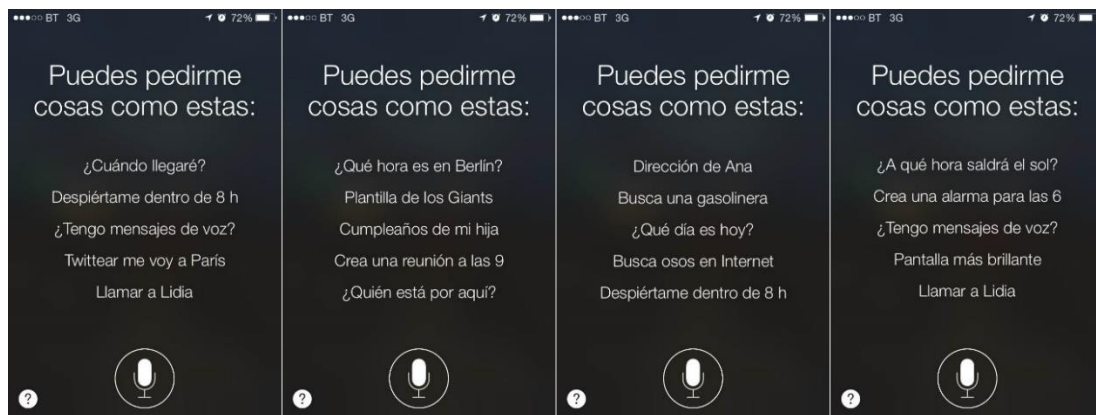 BT 3G 72%
Puedes pedirme
cosas como estas:
¿Cuándo llegaré?
Despiértame dentro de 8 h
¿Tengo mensajes de voz?
Twittear me voy a París
Llamar a Lidia
?
BT 3G 72%
Puedes pedirme
cosas como estas:
¿Qué hora es en Berlín?
Plantilla de los Giants
Cumpleaños de mi hija
Crea una reunión a las 9
¿Quién está por aquí?
BT 3G 72%
Puedes pedirme
cosas como estas:
Dirección de Ana
Busca una gasolinera
¿Qué día es hoy?
Busca osos en Internet
Despiértame dentro de 8 h
?
BT 3G 72%
Puedes pedirme
cosas como estas:
¿A qué hora saldrá el sol?
Crea una alarma para las 6
¿Tengo mensajes de voz?
Pantalla más brillante
Llamar a Lidia
?